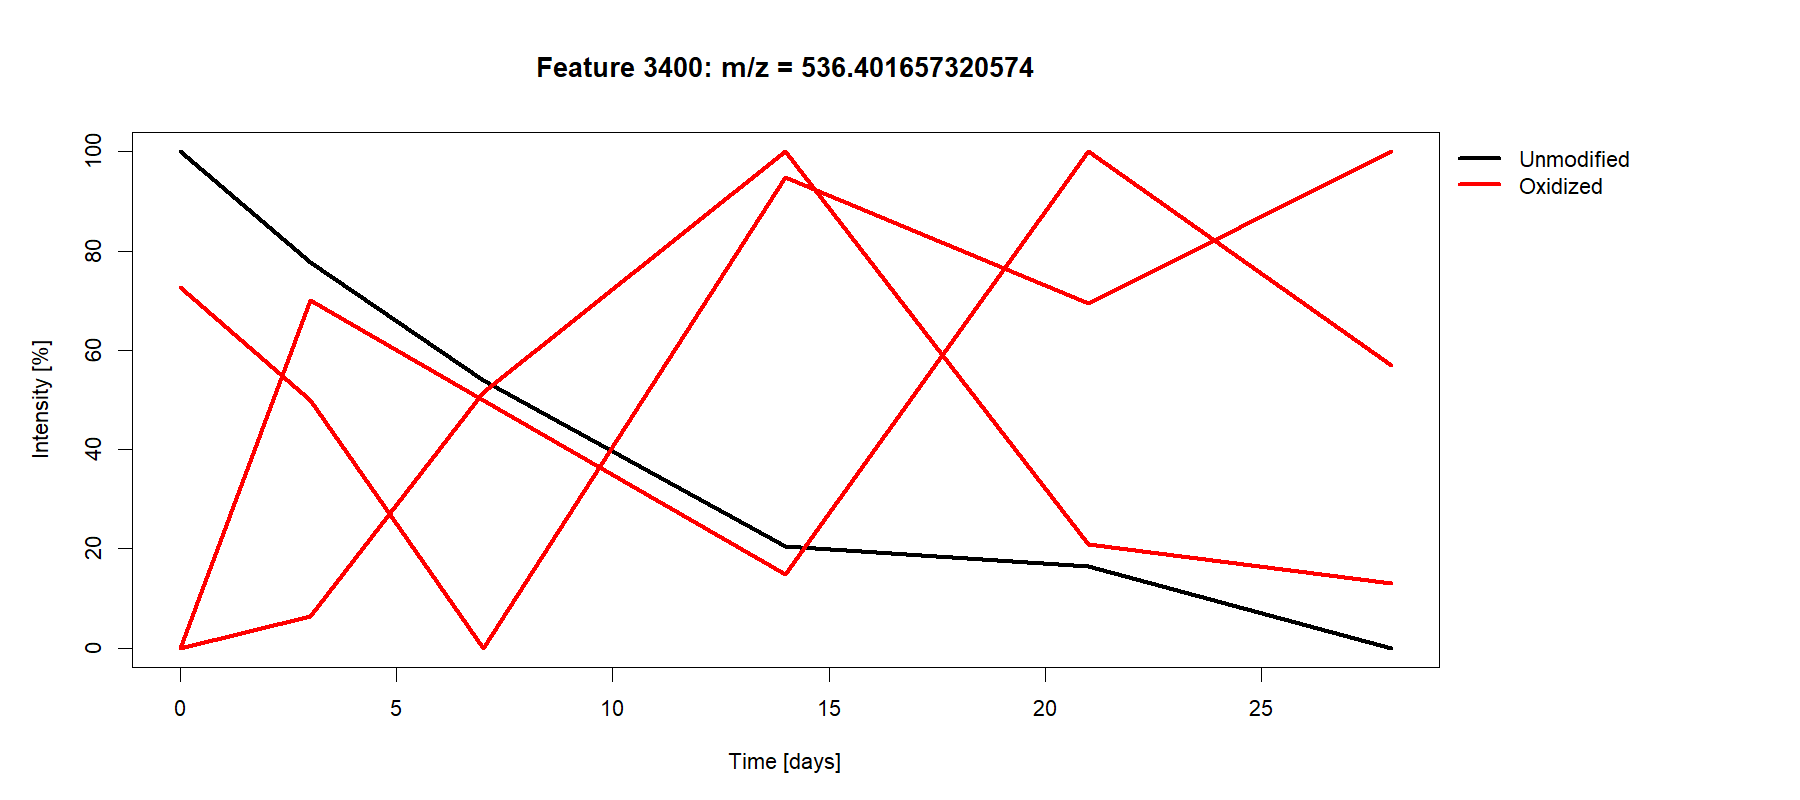 Feature 3400: m/z = 536.401657320574
Unmodified
Oxidized
Intensity [%]
100
80
60
40
20
0
0 5 10 15 20 25
Time [days]